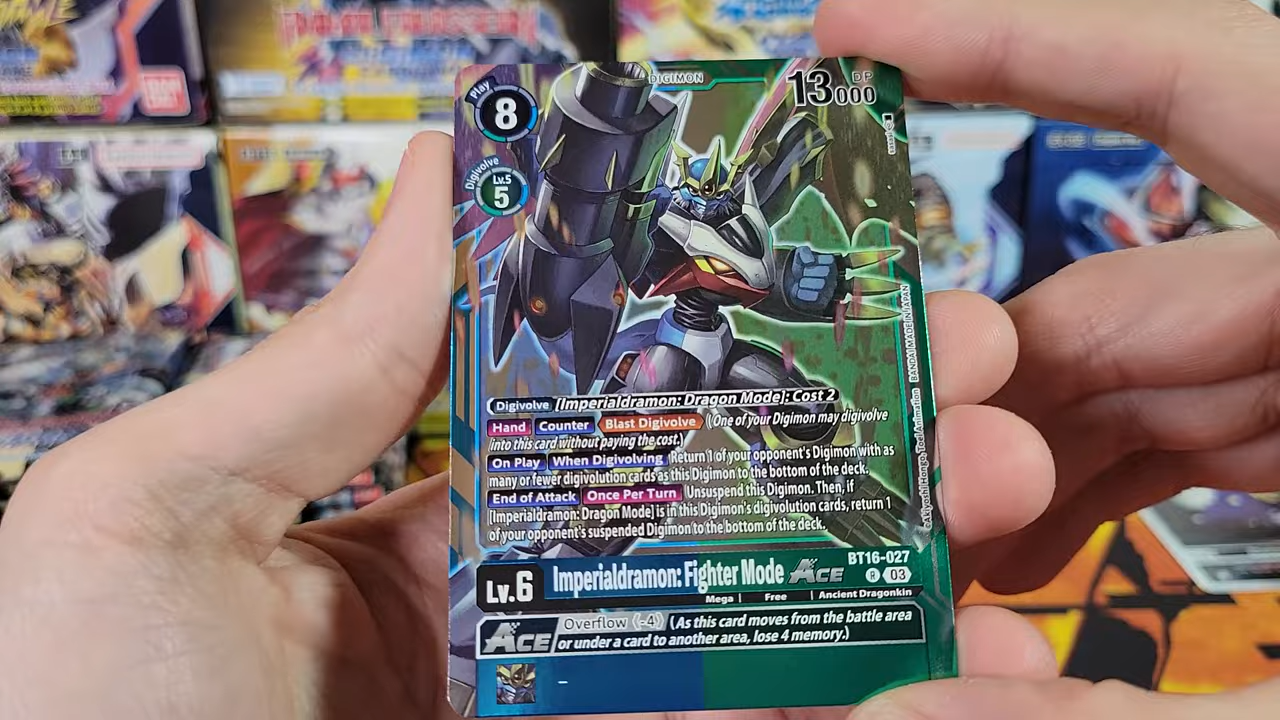 DIGIMON
Play
8
13000
DP
Digivolve
Lv.5
5
sasasi
BANDAI MADE IN JAPAN
©Akiyoshi Hongo, Toei Animation
Digivolve [Imperialdramon: Dragon Mode]: Cost 2
Hand Counter Blast Digivolve (One of your Digimon may digivolve
into this card without paying the cost.)
On Play When Digivolving Return 1 of your opponent's Digimon with as
many or fewer digivolution cards as this Digimon to the bottom of the deck.
End of Attack Once Per Turn Unsuspend this Digimon. Then, if
[Imperialdramon: Dragon Mode] is in this Digimon's digivolution cards, return 1
of your opponent's suspended Digimon to the bottom of the deck.
BT16-027
Lv.6 Imperialdramon: Fighter Mode ACE R 03
Mega | Free | Ancient Dragonkin
ACE Overflow《-4》(As this card moves from the battle area
or under a card to another area, lose 4 memory.)
-